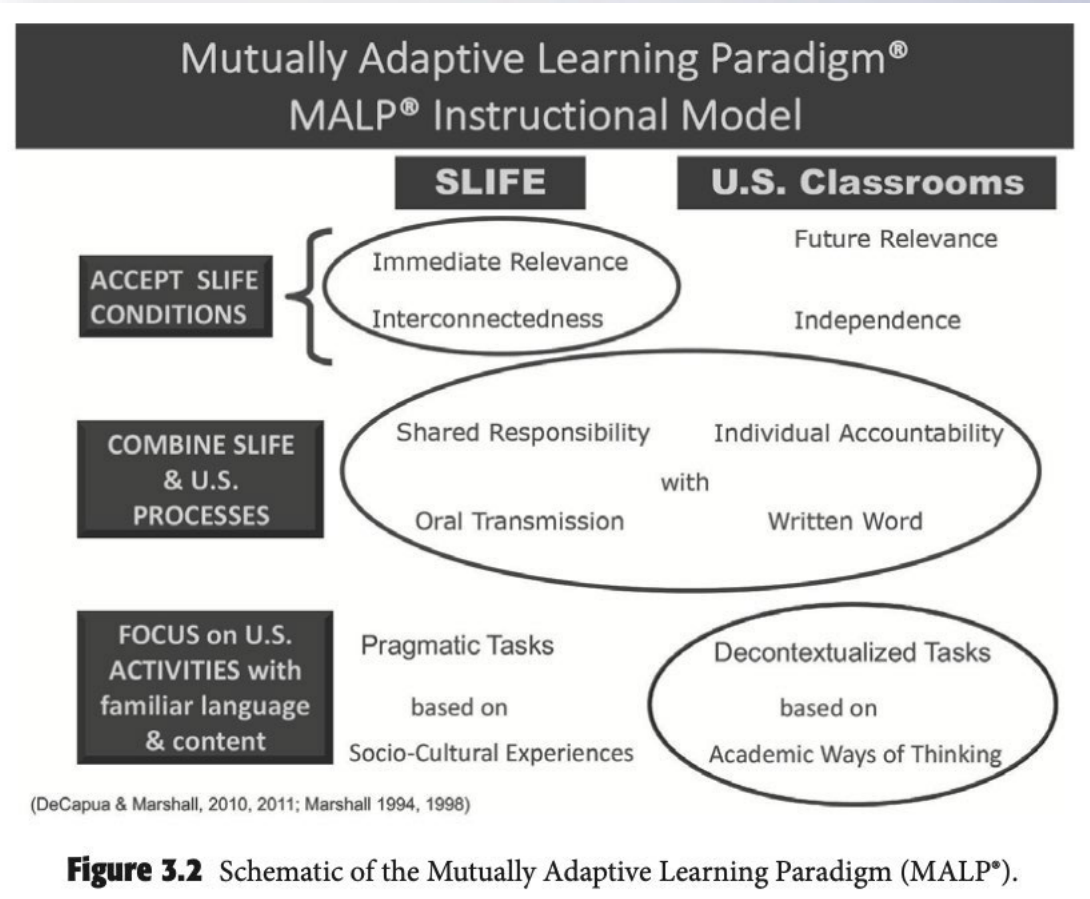 Mutually Adaptive Learning Paradigm®
MALP® Instructional Model
SLIFE
U.S. Classrooms
ACCEPT SLIFE
CONDITIONS
Immediate Relevance
Future Relevance
Interconnectedness
Independence
COMBINE SLIFE
& U.S.
PROCESSES
Shared Responsibility
Individual Accountability
with
Oral Transmission
Written Word
FOCUS on U.S.
ACTIVITIES with
familiar language
& content
Pragmatic Tasks
based on
Socio-Cultural Experiences
Decontextualized Tasks
based on
Academic Ways of Thinking
(DeCapua & Marshall, 2010, 2011; Marshall 1994, 1998)
Figure 3.2 Schematic of the Mutually Adaptive Learning Paradigm (MALP®).